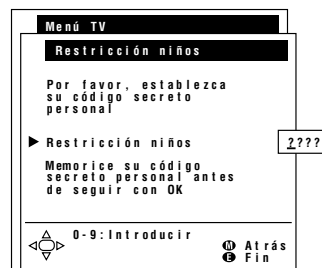 Menú TV
Restricción niños
Por favor, establezca
su código secreto
personal
Restricción niños
????
Memorice su código
secreto personal antes
de seguir con OK
0-9:Introducir
M Atrás
E Fin